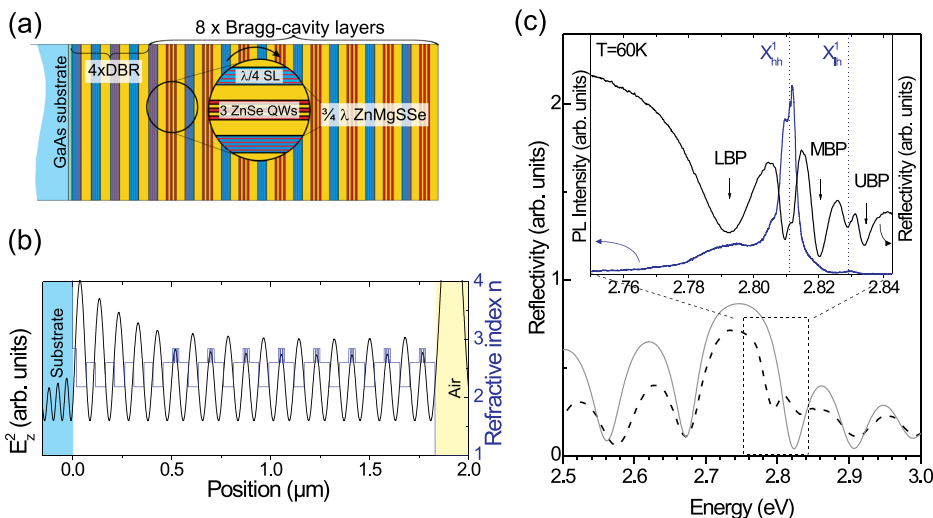 (a)
8 x Bragg-cavity layers
GaAs substrate
4xDBR
λ/4 SL
3 ZnSe QWs
¾ λ ZnMgSSe
(b)
E_z^2 (arb. units)
Substrate
Air
4
3
2
1
Refractive index n
0.0 0.5 1.0 1.5 2.0
Position (µm)
(c)
T=60K
X_hh^1
X_lh^1
PL Intensity (arb. units)
LBP
MBP
UBP
Reflectivity (arb. units)
2.76 2.78 2.80 2.82 2.84
Reflectivity (arb. units)
2
1
0
2.5 2.6 2.7 2.8 2.9 3.0
Energy (eV)